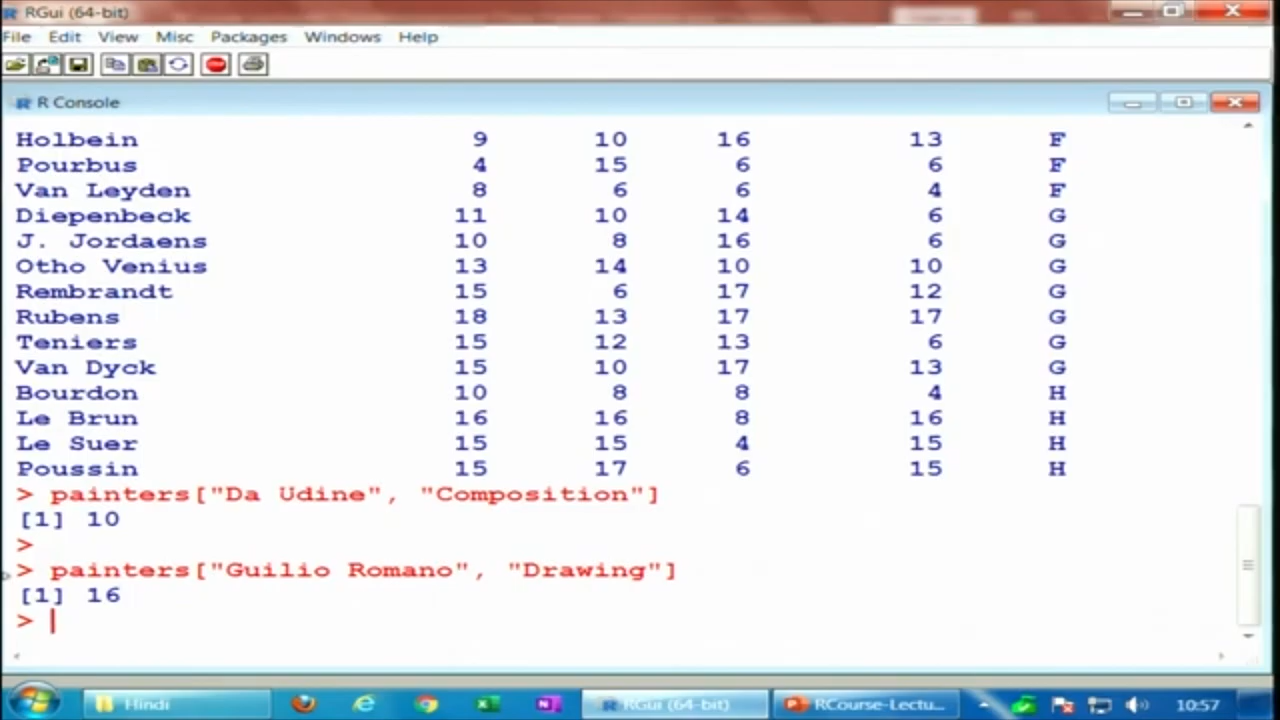 RGui (64-bit)
File Edit View Misc Packages Windows Help
R Console
Holbein 9 10 16 13 F
Pourbus 4 15 6 6 F
Van Leyden 8 6 6 4 F
Diepenbeck 11 10 14 6 G
J. Jordaens 10 8 16 6 G
Otho Venius 13 14 10 10 G
Rembrandt 15 6 17 12 G
Rubens 18 13 17 17 G
Teniers 15 12 13 6 G
Van Dyck 15 10 17 13 G
Bourdon 10 8 8 4 H
Le Brun 16 16 8 16 H
Le Suer 15 15 4 15 H
Poussin 15 17 6 15 H
> painters["Da Udine", "Composition"]
[1] 10
>
> painters["Guilio Romano", "Drawing"]
[1] 16
>
Hindi RGui (64-bit) RCourse-Lectu... 10:57